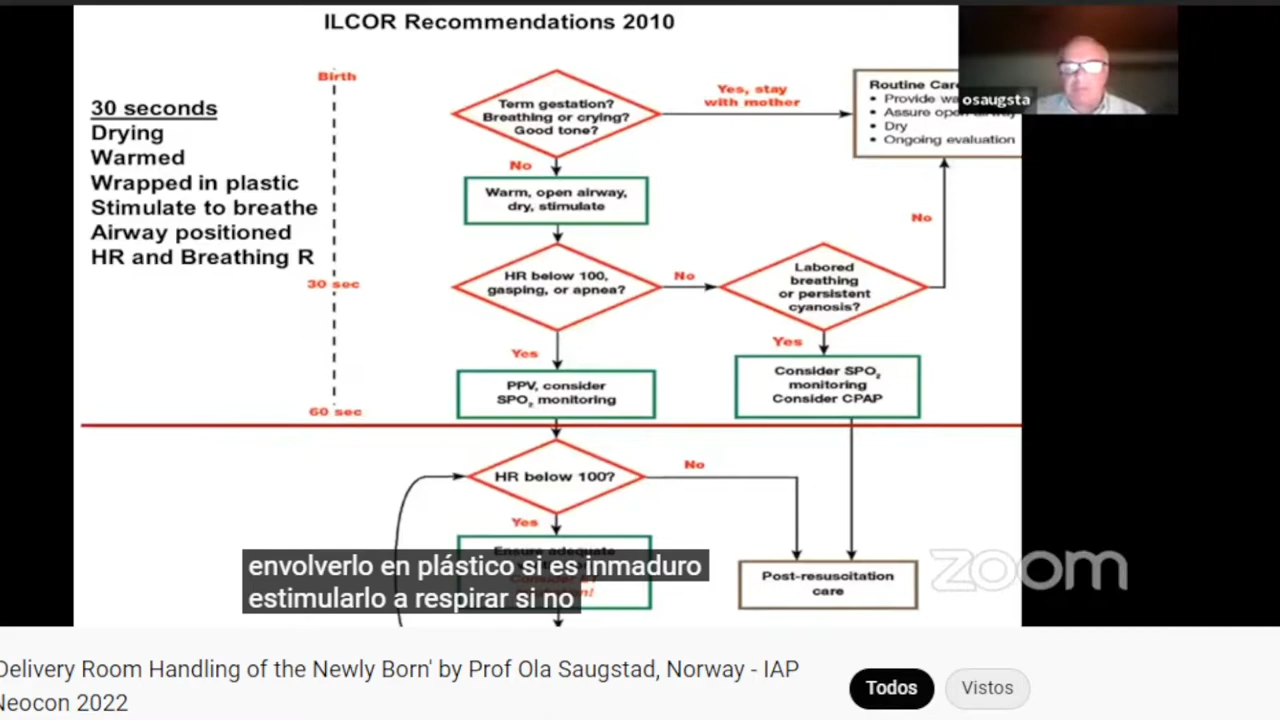 ILCOR Recommendations 2010
Birth
30 seconds
Drying
Warmed
Wrapped in plastic
Stimulate to breathe
Airway positioned
HR and Breathing R
30 sec
60 sec
Term gestation?
Breathing or crying?
Good tone?
Yes, stay
with mother
Routine Care
• Provide
• Assure open airway
• Dry
• Ongoing evaluation
osaugsta
No
Warm, open airway,
dry, stimulate
No
HR below 100,
gasping, or apnea?
No
Labored
breathing
or persistent
cyanosis?
Yes
Yes
PPV, consider
SPO₂ monitoring
Consider SPO₂
monitoring
Consider CPAP
HR below 100?
No
Yes
Ensure adequate
Post-resuscitation
care
envolverlo en plástico si es inmaduro
estimularlo a respirar si no
zoom
Delivery Room Handling of the Newly Born' by Prof Ola Saugstad, Norway - IAP
Neocon 2022
Todos
Vistos